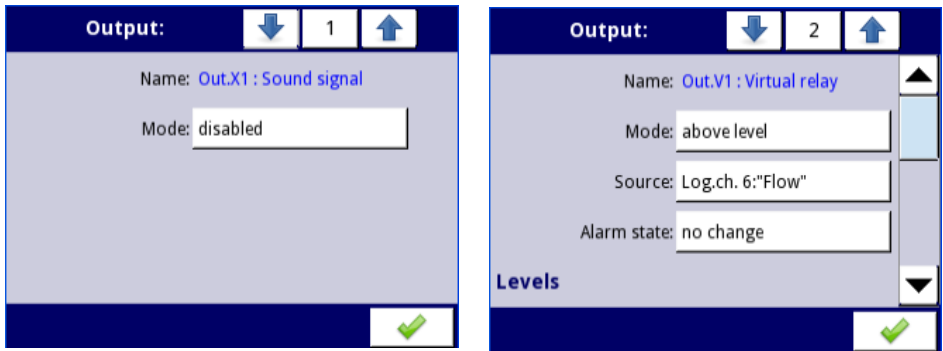 Output: 1
Name: Out.X1 : Sound signal
Mode: disabled
Output: 2
Name: Out.V1 : Virtual relay
Mode: above level
Source: Log.ch. 6:"Flow"
Alarm state: no change
Levels